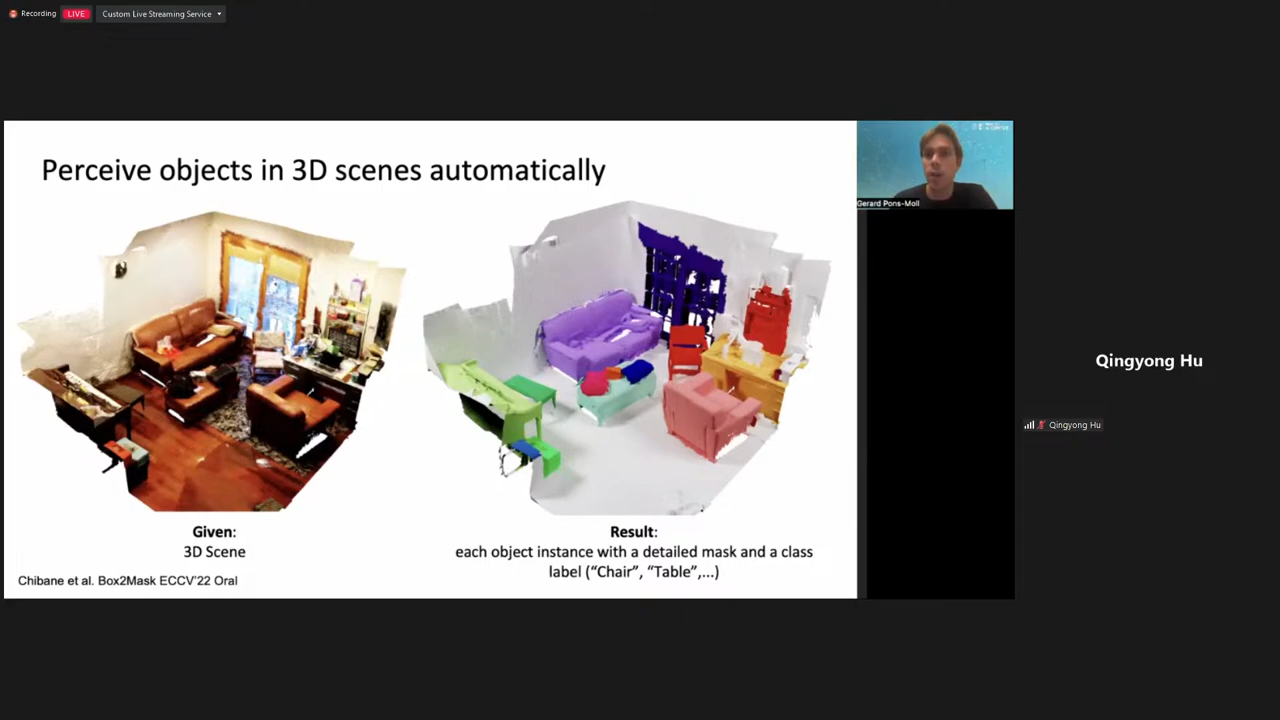 Recording
LIVE
Custom Live Streaming Service
Perceive objects in 3D scenes automatically
Gerard Pons-Moll
Qingyong Hu
Qingyong Hu
Given:
3D Scene
Result:
each object instance with a detailed mask and a class
label (“Chair”, “Table”,...)
Chibane et al. Box2Mask ECCV'22 Oral